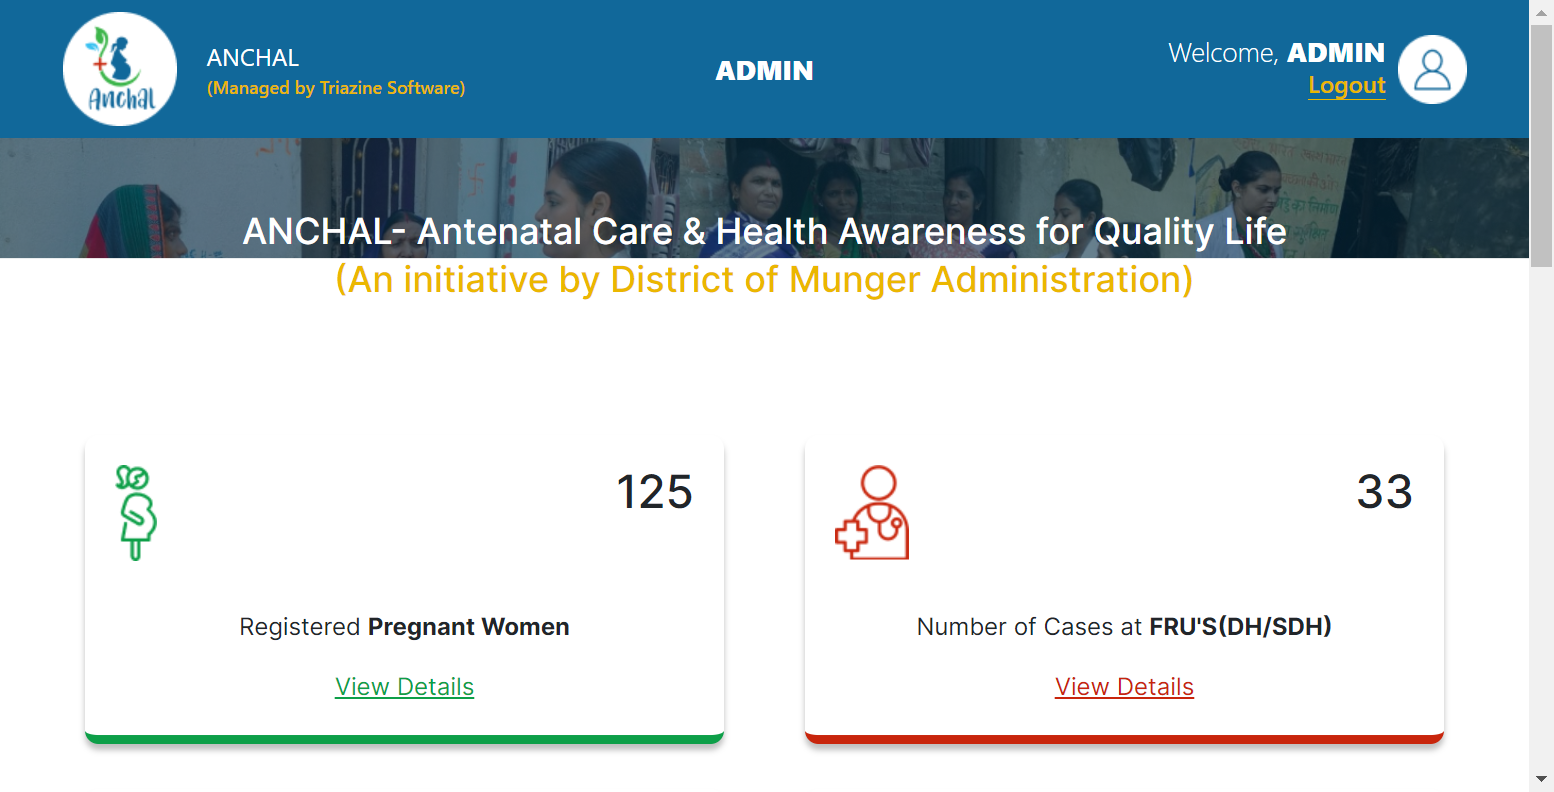 Anchal
ANCHAL
(Managed by Triazine Software)
ADMIN
Welcome, ADMIN
Logout
ANCHAL- Antenatal Care & Health Awareness for Quality Life
(An initiative by District of Munger Administration)
125
Registered Pregnant Women
View Details
33
Number of Cases at FRU'S(DH/SDH)
View Details